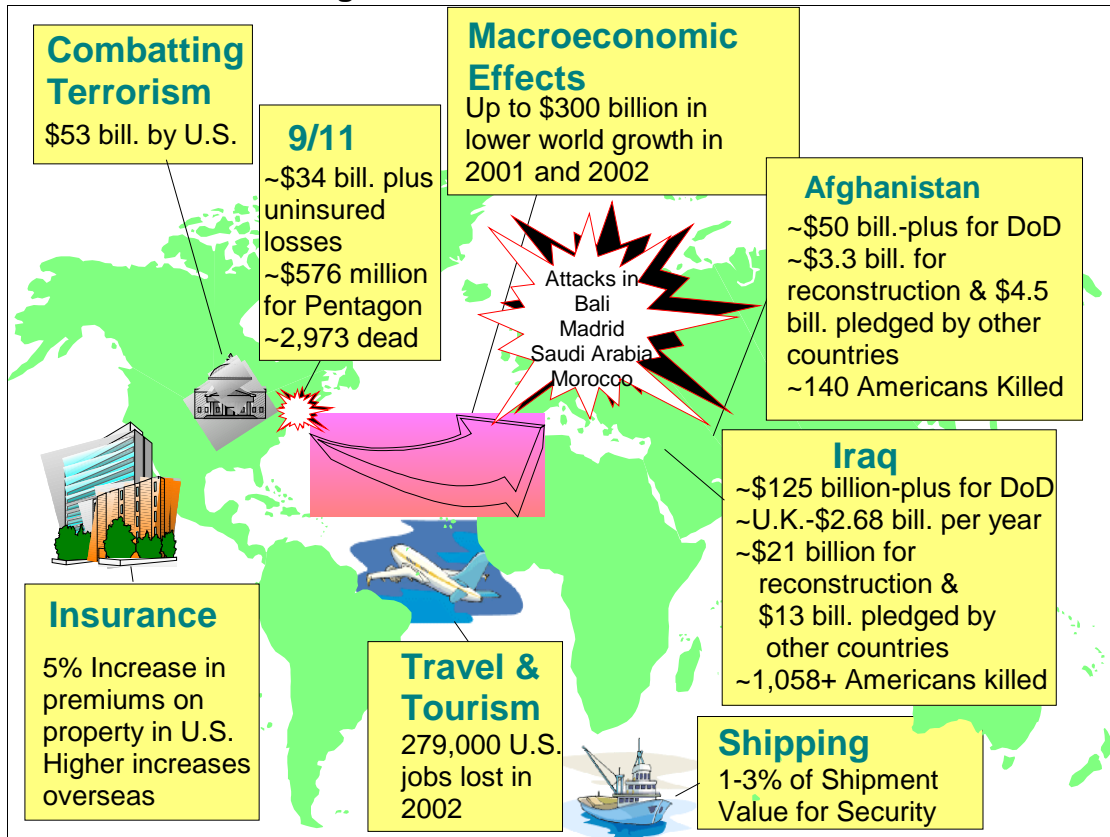 Combatting
Terrorism
$53 bill. by U.S.
9/11
~$34 bill. plus
uninsured
losses
~$576 million
for Pentagon
~2,973 dead
Macroeconomic
Effects
Up to $300 billion in
lower world growth in
2001 and 2002
Attacks in
Bali
Madrid
Saudi Arabia
Morocco
Afghanistan
~$50 bill.-plus for DoD
~$3.3 bill. for
reconstruction & $4.5
bill. pledged by other
countries
~140 Americans Killed
Iraq
~$125 billion-plus for DoD
~U.K.-$2.68 bill. per year
~$21 billion for
reconstruction &
$13 bill. pledged by
other countries
~1,058+ Americans killed
Insurance
5% Increase in
premiums on
property in U.S.
Higher increases
overseas
Travel &
Tourism
279,000 U.S.
jobs lost in
2002
Shipping
1-3% of Shipment
Value for Security